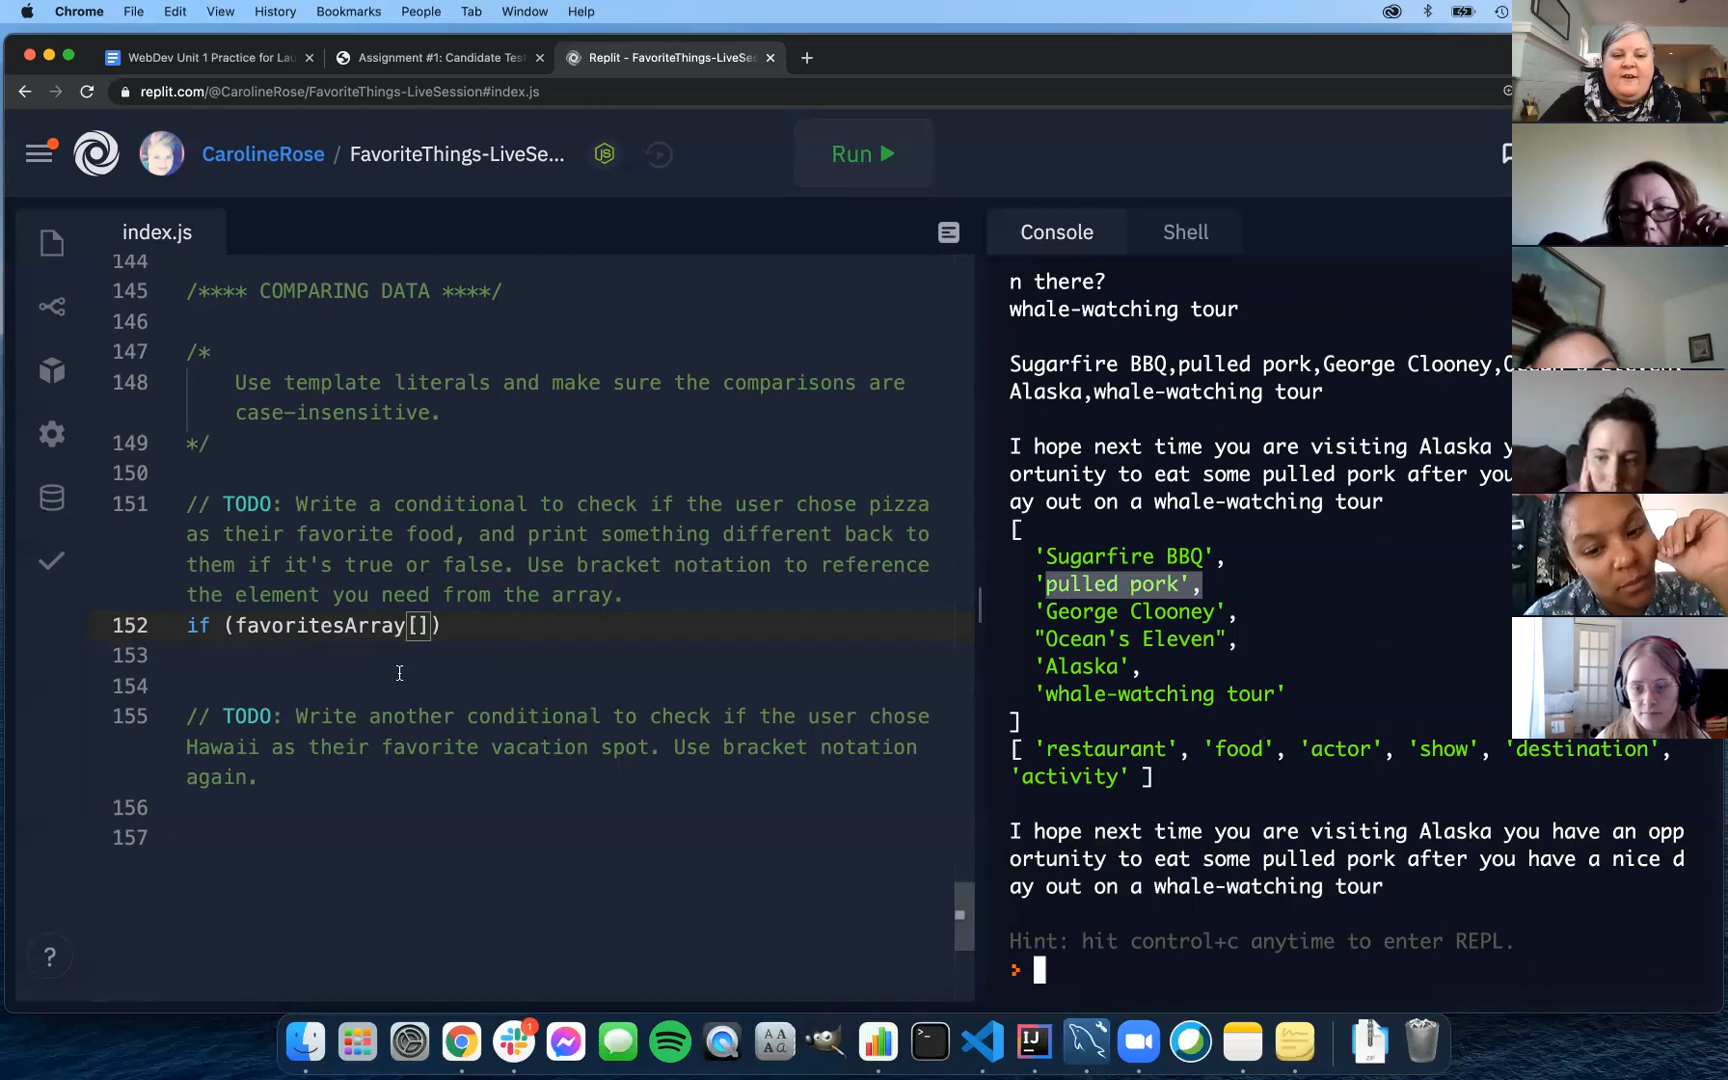 Chrome File Edit View History Bookmarks People Tab Window Help
WebDev Unit 1 Practice for Lau
Assignment #1: Candidate Test
Replit - FavoriteThings-LiveSes
replit.com/@CarolineRose/FavoriteThings-LiveSession#index.js
CarolineRose / FavoriteThings-LiveSe...
JS
Run
index.js
144
145 /**** COMPARING DATA ****/
146
147 /*
148 Use template literals and make sure the comparisons are
case-insensitive.
149 */
150
151 // TODO: Write a conditional to check if the user chose pizza
as their favorite food, and print something different back to
them if it's true or false. Use bracket notation to reference
the element you need from the array.
152 if (favoritesArray[])
153
154
155 // TODO: Write another conditional to check if the user chose
Hawaii as their favorite vacation spot. Use bracket notation
again.
156
157
?
Console Shell
n there?
whale-watching tour
Sugarfire BBQ,pulled pork,George Clooney,Ocean's Eleven,
Alaska,whale-watching tour
I hope next time you are visiting Alaska y
ortunity to eat some pulled pork after you
ay out on a whale-watching tour
[
'Sugarfire BBQ',
'pulled pork',
'George Clooney',
"Ocean's Eleven",
'Alaska',
'whale-watching tour'
]
[ 'restaurant', 'food', 'actor', 'show', 'destination',
'activity' ]
I hope next time you are visiting Alaska you have an opp
ortunity to eat some pulled pork after you have a nice d
ay out on a whale-watching tour
Hint: hit control+c anytime to enter REPL.
>
1
A A
A A
IJ
ZIP